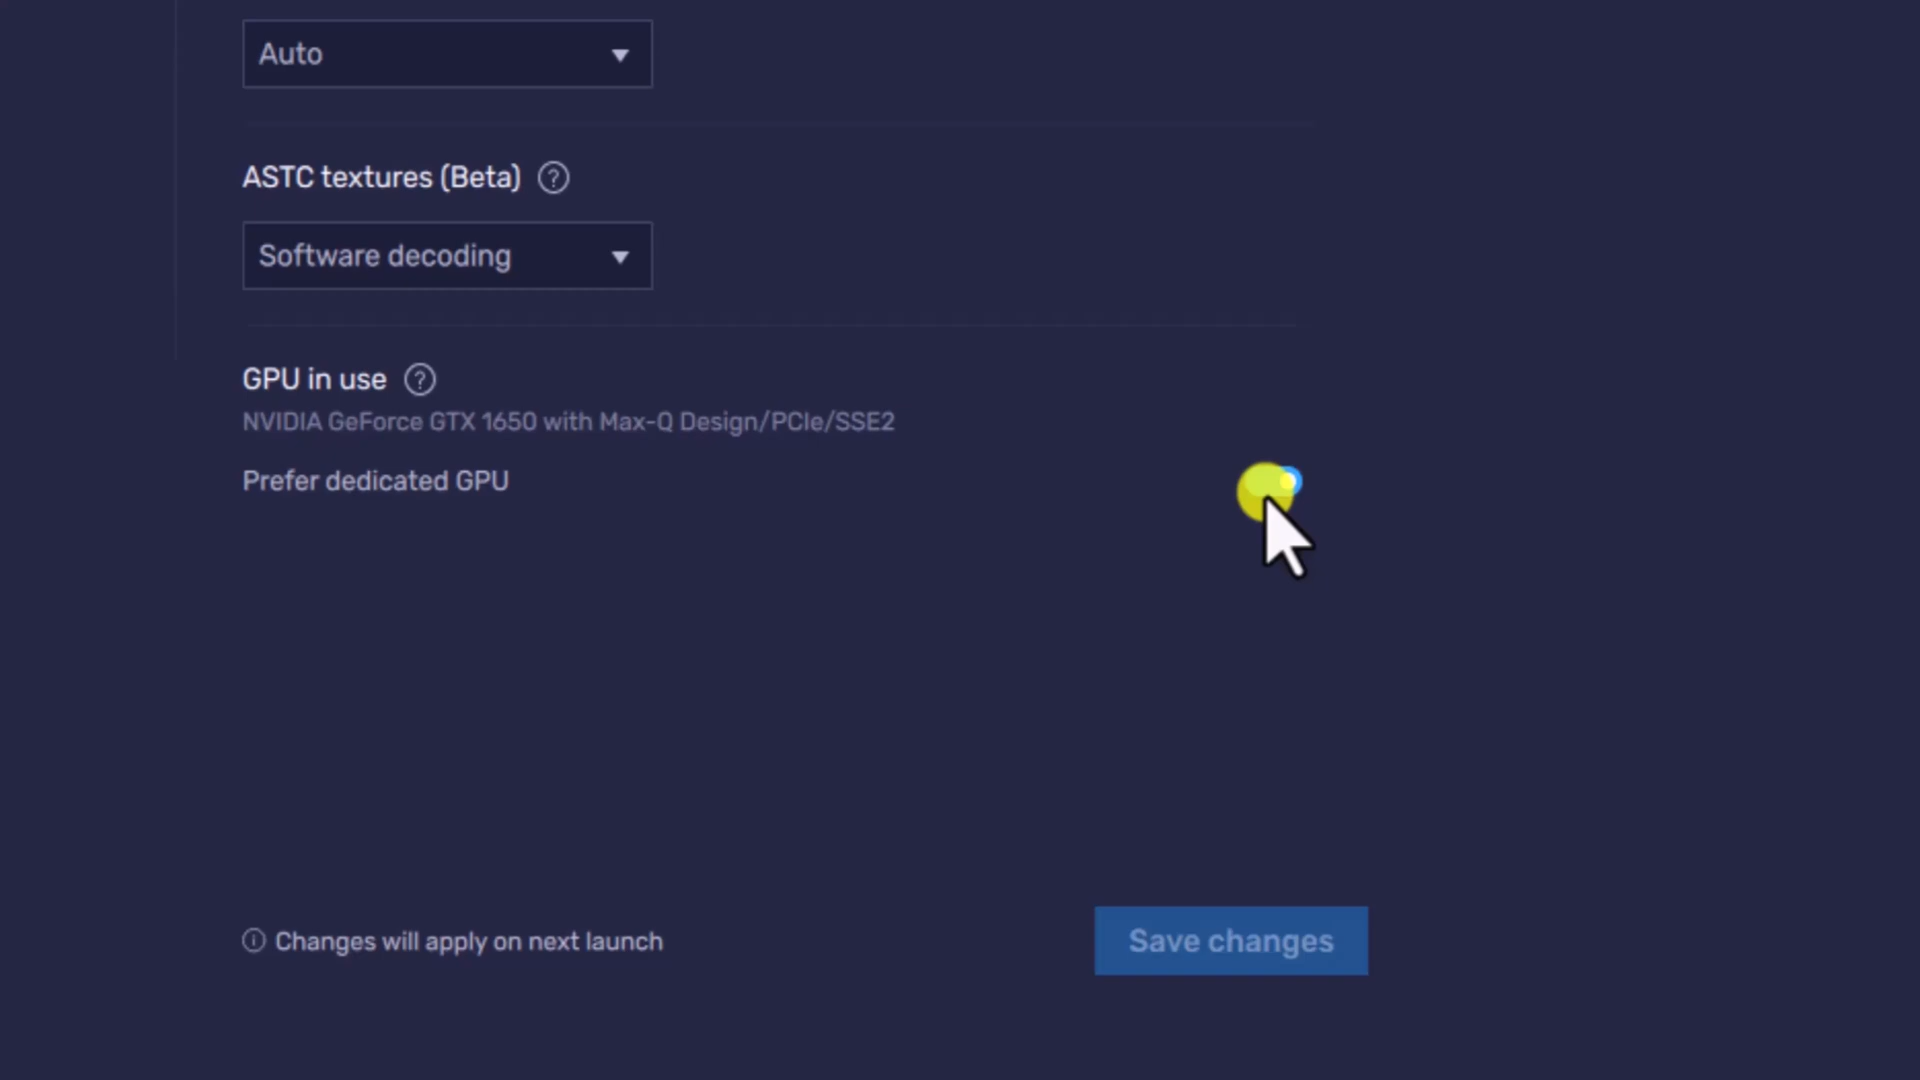 Auto
ASTC textures (Beta) ?
Software decoding
GPU in use ?
NVIDIA GeForce GTX 1650 with Max-Q Design/PCIe/SSE2
Prefer dedicated GPU
Changes will apply on next launch
Save changes